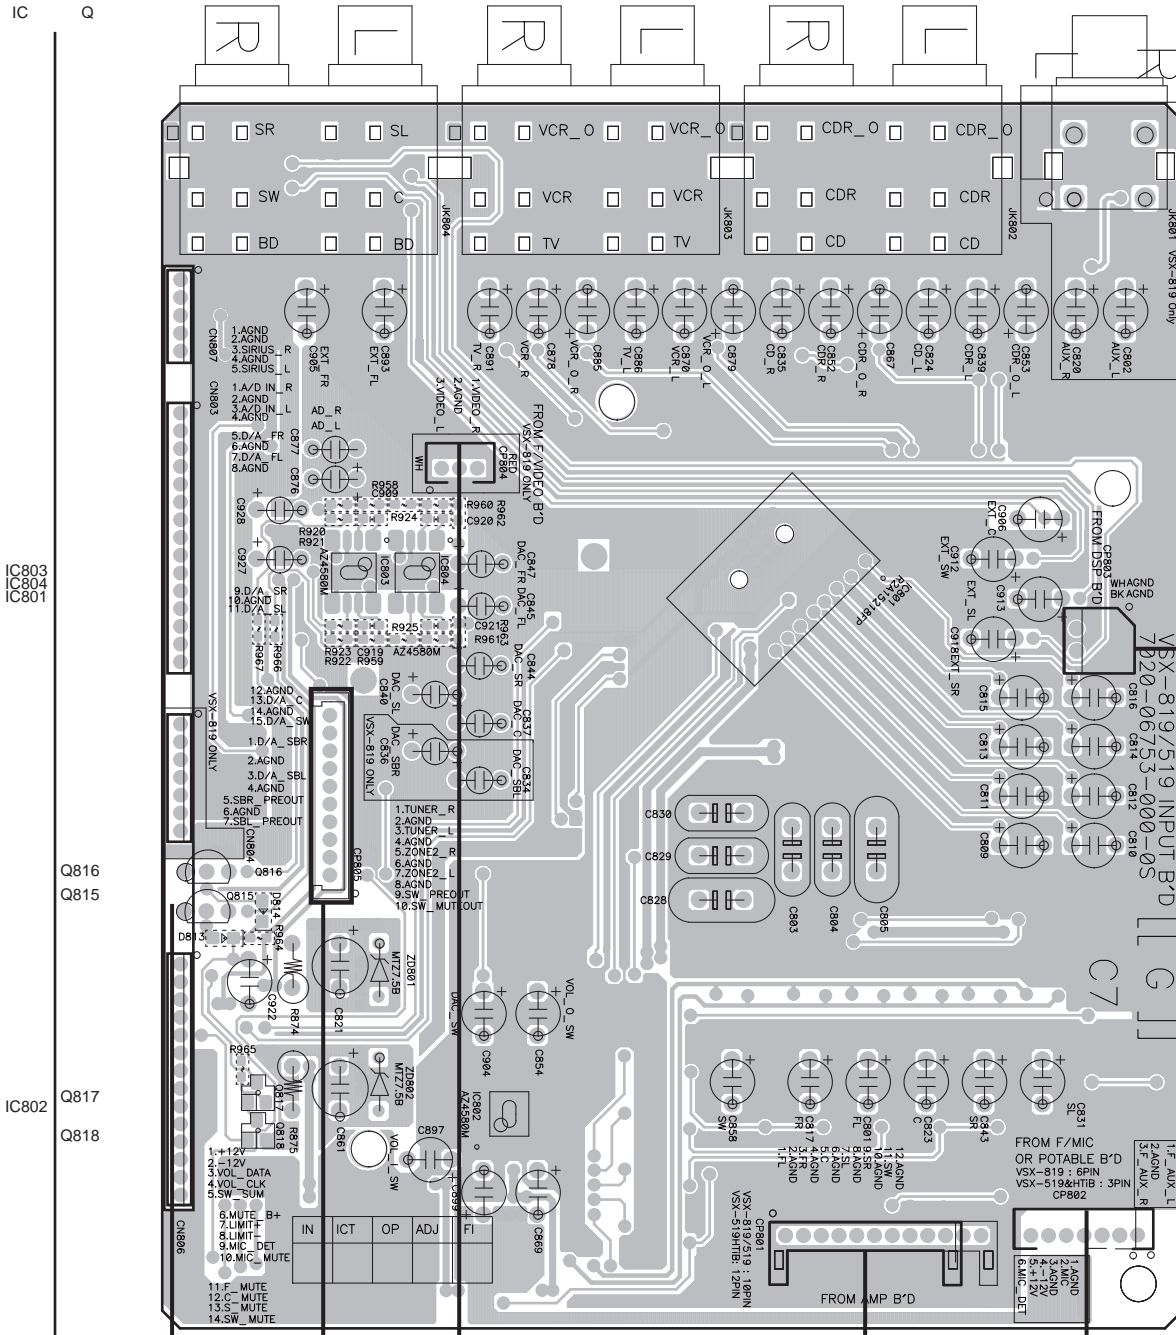 IC
Q
R
L
R
L
R
L
L
R
SR
SL
VCR_O
VCR_O
CDR_O
CDR_O
SW
C
VCR
VCR
CDR
CDR
BD
BD
TV
TV
CD
CD
JK804
JK803
JK802
JK801 VSX-819 Only
CN807
1.AGND
2.AGND
3.SIRIUS_R
4.AGND
5.SIRIUS_L
C905
EXT_FR
C893
EXT_FL
C891
TV_R
C878
VCR_R
C885
VCR_O_R
C886
TV_L
C870
VCR_L
C879
VCR_O_L
C835
CD_R
C852
CDR_R
C867
CDR_O_R
C824
CD_L
C839
CDR_L
C853
CDR_O_L
C820
AUX_R
C802
AUX_L
CN803
1.A/D IN_R
2.AGND
3.A/D IN_L
4.AGND
5.D/A_FR
6.AGND
7.D/A_FL
8.AGND
AD_R
AD_L
C877
C876
1.VIDEO_R
2.AGND
3.VIDEO_L
FROM F/VIDEO B'D
VSX-819 ONLY
CP804
RED
WH
C928
C927
R958
C909
R924
R960
R962
C920
R920
R921
AZ4580M
IC803
IC804
C847
DAC_FR
C845
DAC_FL
IC803
IC804
IC801
IC801
R2A15218FP
C906
EXT_C
C912
EXT_SW
C913
EXT_SL
C918
EXT_SR
FROM DSP B'D
CP803
WH AGND
BK AGND
9.D/A_SR
10.AGND
11.D/A_SL
R967
R966
R925
C921
R961
R963
R923
R922
C919
R959
AZ4580M
C844
DAC_SR
C840
DAC_SL
C837
DAC_C
C836
DAC_SBR
VSX-819 ONLY
C834
DAC_SBL
12.AGND
13.D/A_C
14.AGND
15.D/A_SW
VSX-819 ONLY
1.D/A_SBR
2.AGND
3.D/A_SBL
4.AGND
5.SBR_PREOUT
6.AGND
7.SBL_PREOUT
CN804
C815
C816
C813
C814
C811
C812
C809
C810
VSX-819/519 INPUT B'D
7020-06753-000-0S
[ G ]
C7
1.TUNER_R
2.AGND
3.TUNER_L
4.AGND
5.ZONE2_R
6.AGND
7.ZONE2_L
8.AGND
9.SW_PREOUT
10.SW_MUTEOUT
CP805
C830
C829
C828
C803
C804
C805
Q816
Q816
Q815
Q815
D814
D813
R964
C922
R874
C821
ZD801
MTZ7.5B
DAC_SW
C904
VOL_O_SW
C854
R965
Q817
Q817
Q818
Q818
R875
C861
ZD802
MTZ7.5B
IC802
IC802
AZ4580M
C897
VOL_I_SW
C899
C869
C858
SW
C817
FR
C801
FL
C823
C
C843
SR
C831
SL
1.+12V
2.-12V
3.VOL_DATA
4.VOL_CLK
5.SW_SUM
6.MUTE_B+
7.LIMIT+
8.LIMIT-
9.MIC_DET
10.MIC_MUTE
11.F_MUTE
12.C_MUTE
13.S_MUTE
14.SW_MUTE
CN806
IN
ICT
OP
ADJ
FI
1.FL
2.AGND
3.FR
4.AGND
5.C
6.AGND
7.SL
8.AGND
9.SR
10.AGND
11.SW
12.AGND
CP801
VSX-819/519 : 10PIN
VSX-519HTIB: 12PIN
FROM AMP B'D
FROM F/MIC
OR POTABLE B'D
VSX-819 : 6PIN
VSX-519&HTIB : 3PIN
CP802
1.F_AUX_L
2.AGND
3.F_AUX_R
1.AGND
2.MIC
3.AGND
4.-12V
5.+12V
6.MIC_DET